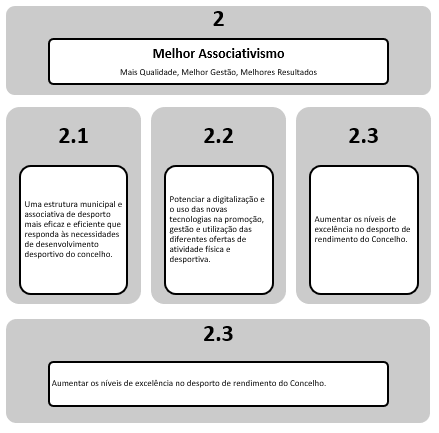 2
Melhor Associativismo
Mais Qualidade, Melhor Gestão, Melhores Resultados
2.1
Uma estrutura municipal e
associativa de desporto
mais eficaz e eficiente que
responda às necessidades
de desenvolvimento
desportivo do concelho.
2.2
Potenciar a digitalização e
o uso das novas
tecnologias na promoção,
gestão e utilização das
diferentes ofertas de
atividade física e
desportiva.
2.3
Aumentar os níveis de
excelência no desporto de
rendimento do Concelho.
2.3
Aumentar os níveis de excelência no desporto de rendimento do Concelho.